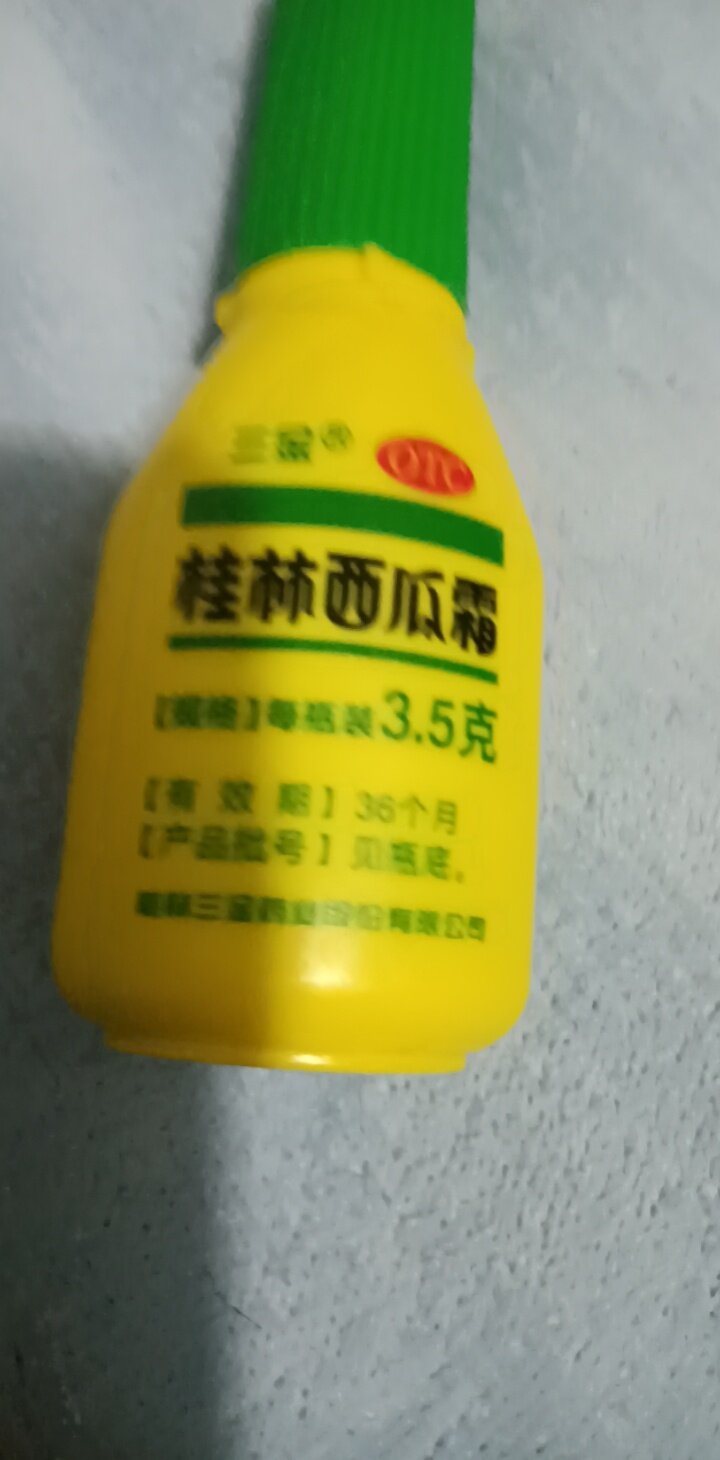 三金® OTC
桂林西瓜霜
【规格】每瓶装3.5克
【有效期】36个月
【产品批号】见瓶底。
桂林三金药业股份有限公司